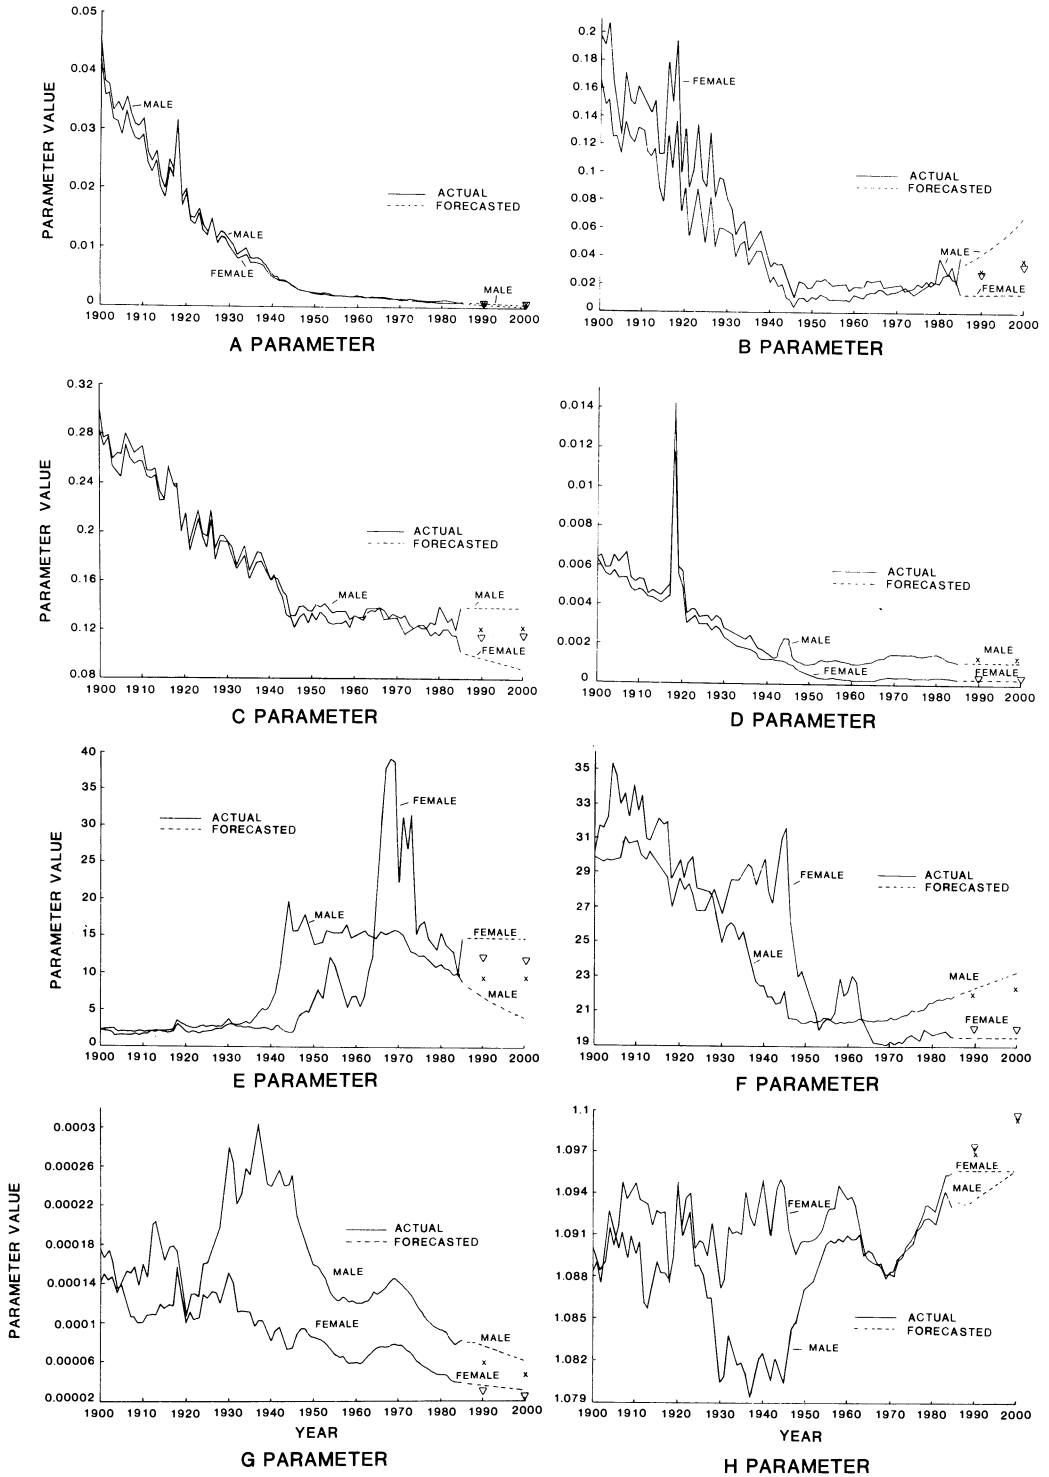 PARAMETER VALUE
0.05
0.04
0.03
0.02
0.01
0
MALE
MALE
FEMALE
MALE
ACTUAL
FORECASTED
1900 1910 1920 1930 1940 1950 1960 1970 1980 1990 2000
A PARAMETER
0.2
0.18
0.16
0.14
0.12
0.1
0.08
0.06
0.04
0.02
0
FEMALE
ACTUAL
FORECASTED
MALE
FEMALE
1900 1910 1920 1930 1940 1950 1960 1970 1980 1990 2000
B PARAMETER
PARAMETER VALUE
0.32
0.28
0.24
0.2
0.16
0.12
0.08
ACTUAL
FORECASTED
MALE
MALE
FEMALE
1900 1910 1920 1930 1940 1950 1960 1970 1980 1990 2000
C PARAMETER
0.014
0.012
0.01
0.008
0.006
0.004
0.002
0
ACTUAL
FORECASTED
MALE
FEMALE
MALE
FEMALE
1900 1910 1920 1930 1940 1950 1960 1970 1980 1990 2000
D PARAMETER
PARAMETER VALUE
40
35
30
25
20
15
10
5
0
FEMALE
ACTUAL
FORECASTED
MALE
FEMALE
MALE
1900 1910 1920 1930 1940 1950 1960 1970 1980 1990 2000
E PARAMETER
35
33
31
29
27
25
23
21
19
FEMALE
ACTUAL
FORECASTED
MALE
MALE
FEMALE
1900 1910 1920 1930 1940 1950 1960 1970 1980 1990 2000
F PARAMETER
PARAMETER VALUE
0.0003
0.00026
0.00022
0.00018
0.00014
0.0001
0.00006
0.00002
ACTUAL
FORECASTED
MALE
FEMALE
MALE
FEMALE
1900 1910 1920 1930 1940 1950 1960 1970 1980 1990 2000
YEAR
G PARAMETER
1.1
1.097
1.094
1.091
1.088
1.085
1.082
1.079
FEMALE
MALE
FEMALE
ACTUAL
FORECASTED
MALE
1900 1910 1920 1930 1940 1950 1960 1970 1980 1990 2000
YEAR
H PARAMETER